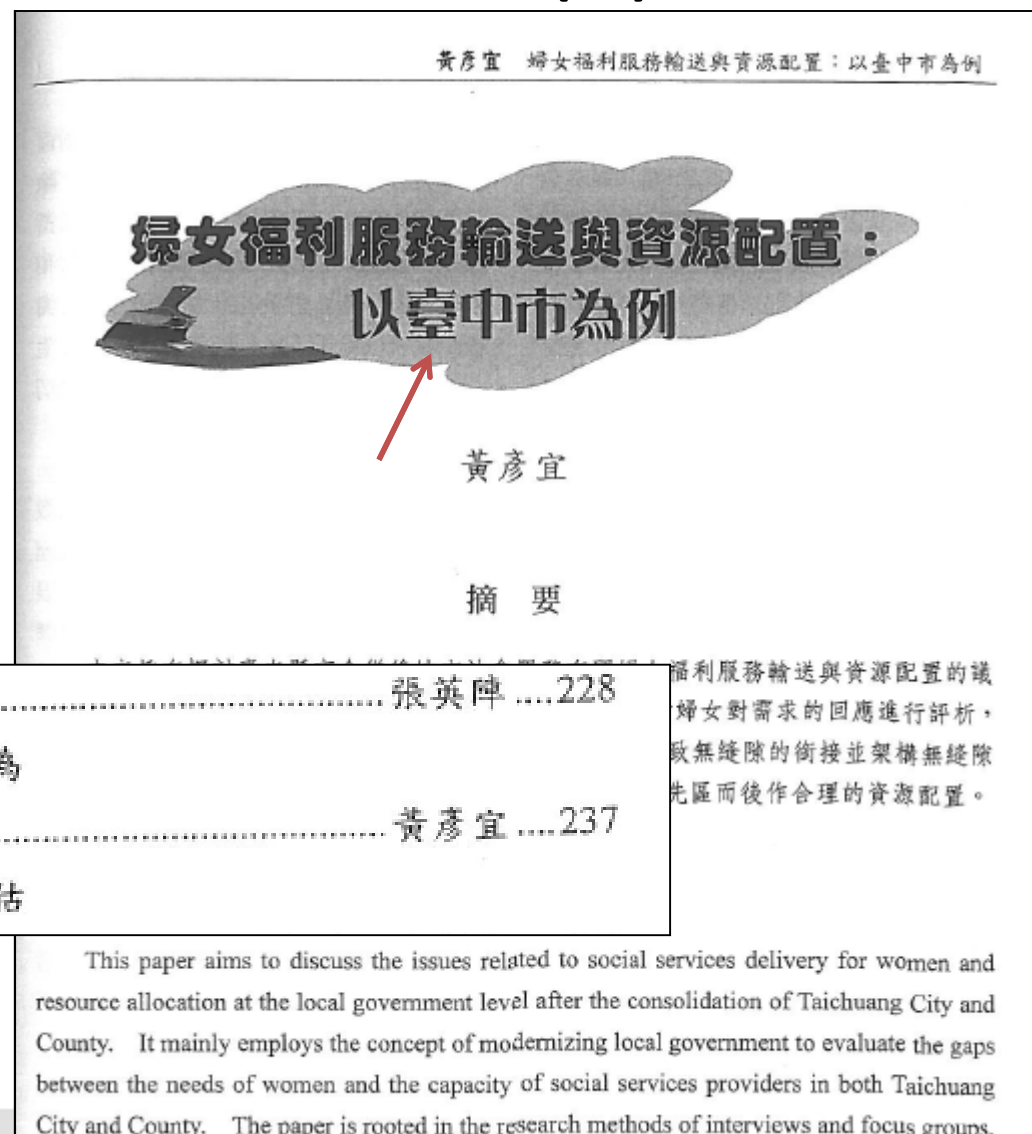 黃彥宜 婦女福利服務輸送與資源配置：以臺中市為例
婦女福利服務輸送與資源配置：
以臺中市為例
黃彥宜
摘 要
福利服務輸送與資源配置的議
婦女對需求的回應進行評析，
政無縫隙的銜接並架構無縫隙
先區而後作合理的資源配置。
張英陣 ....228
為
黃彥宜 ....237
估
This paper aims to discuss the issues related to social services delivery for women and
resource allocation at the local government level after the consolidation of Taichuang City and
County. It mainly employs the concept of modernizing local government to evaluate the gaps
between the needs of women and the capacity of social services providers in both Taichuang
City and County. The paper is rooted in the research methods of interviews and focus groups.